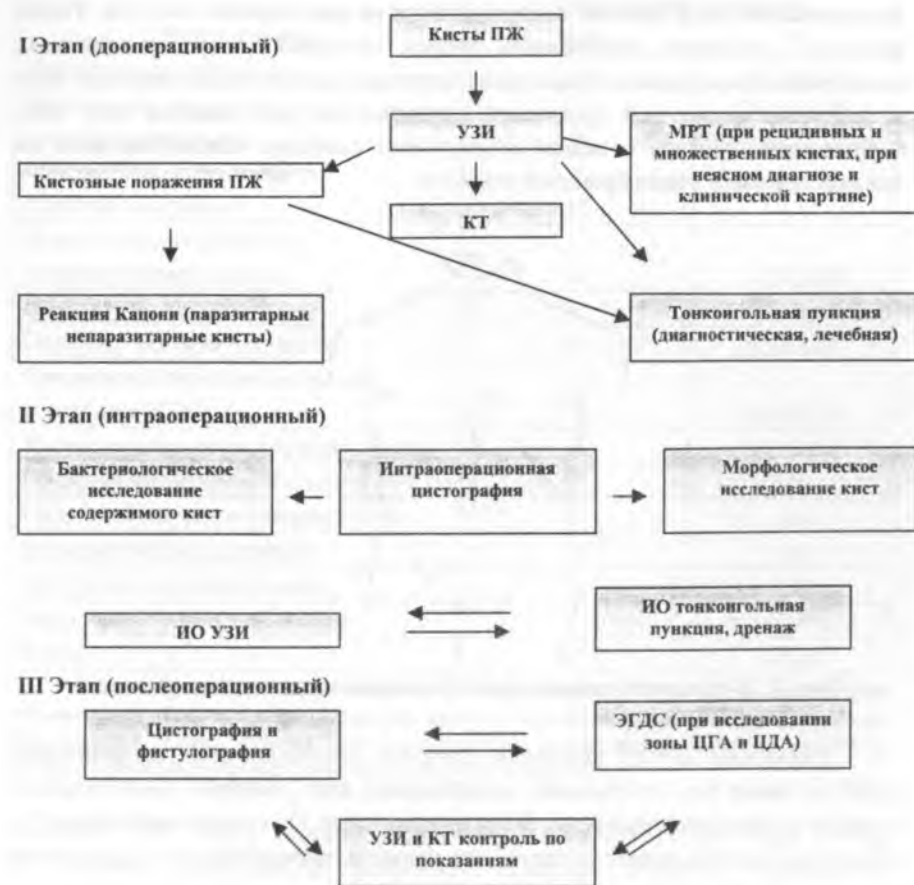 I Этап (дооперационный)
Кисты ПЖ
УЗИ
МРТ (при рецидивных и
множественных кистах, при
неясном диагнозе и
клинической картине)
Кистозные поражения ПЖ
КТ
Реакция Кацони (паразитарные
непаразитарные кисты)
Тонкоигольная пункция
(диагностическая, лечебная)
II Этап (интраоперационный)
Бактериологическое
исследование
содержимого кист
Интраоперационная
цистография
Морфологическое
исследование кист
ИО УЗИ
ИО тонкоигольная
пункция, дренаж
III Этап (послеоперационный)
Цистография и
фистулография
ЭГДС (при исследовании
зоны ЦГА и ЦДА)
УЗИ и КТ контроль по
показаниям